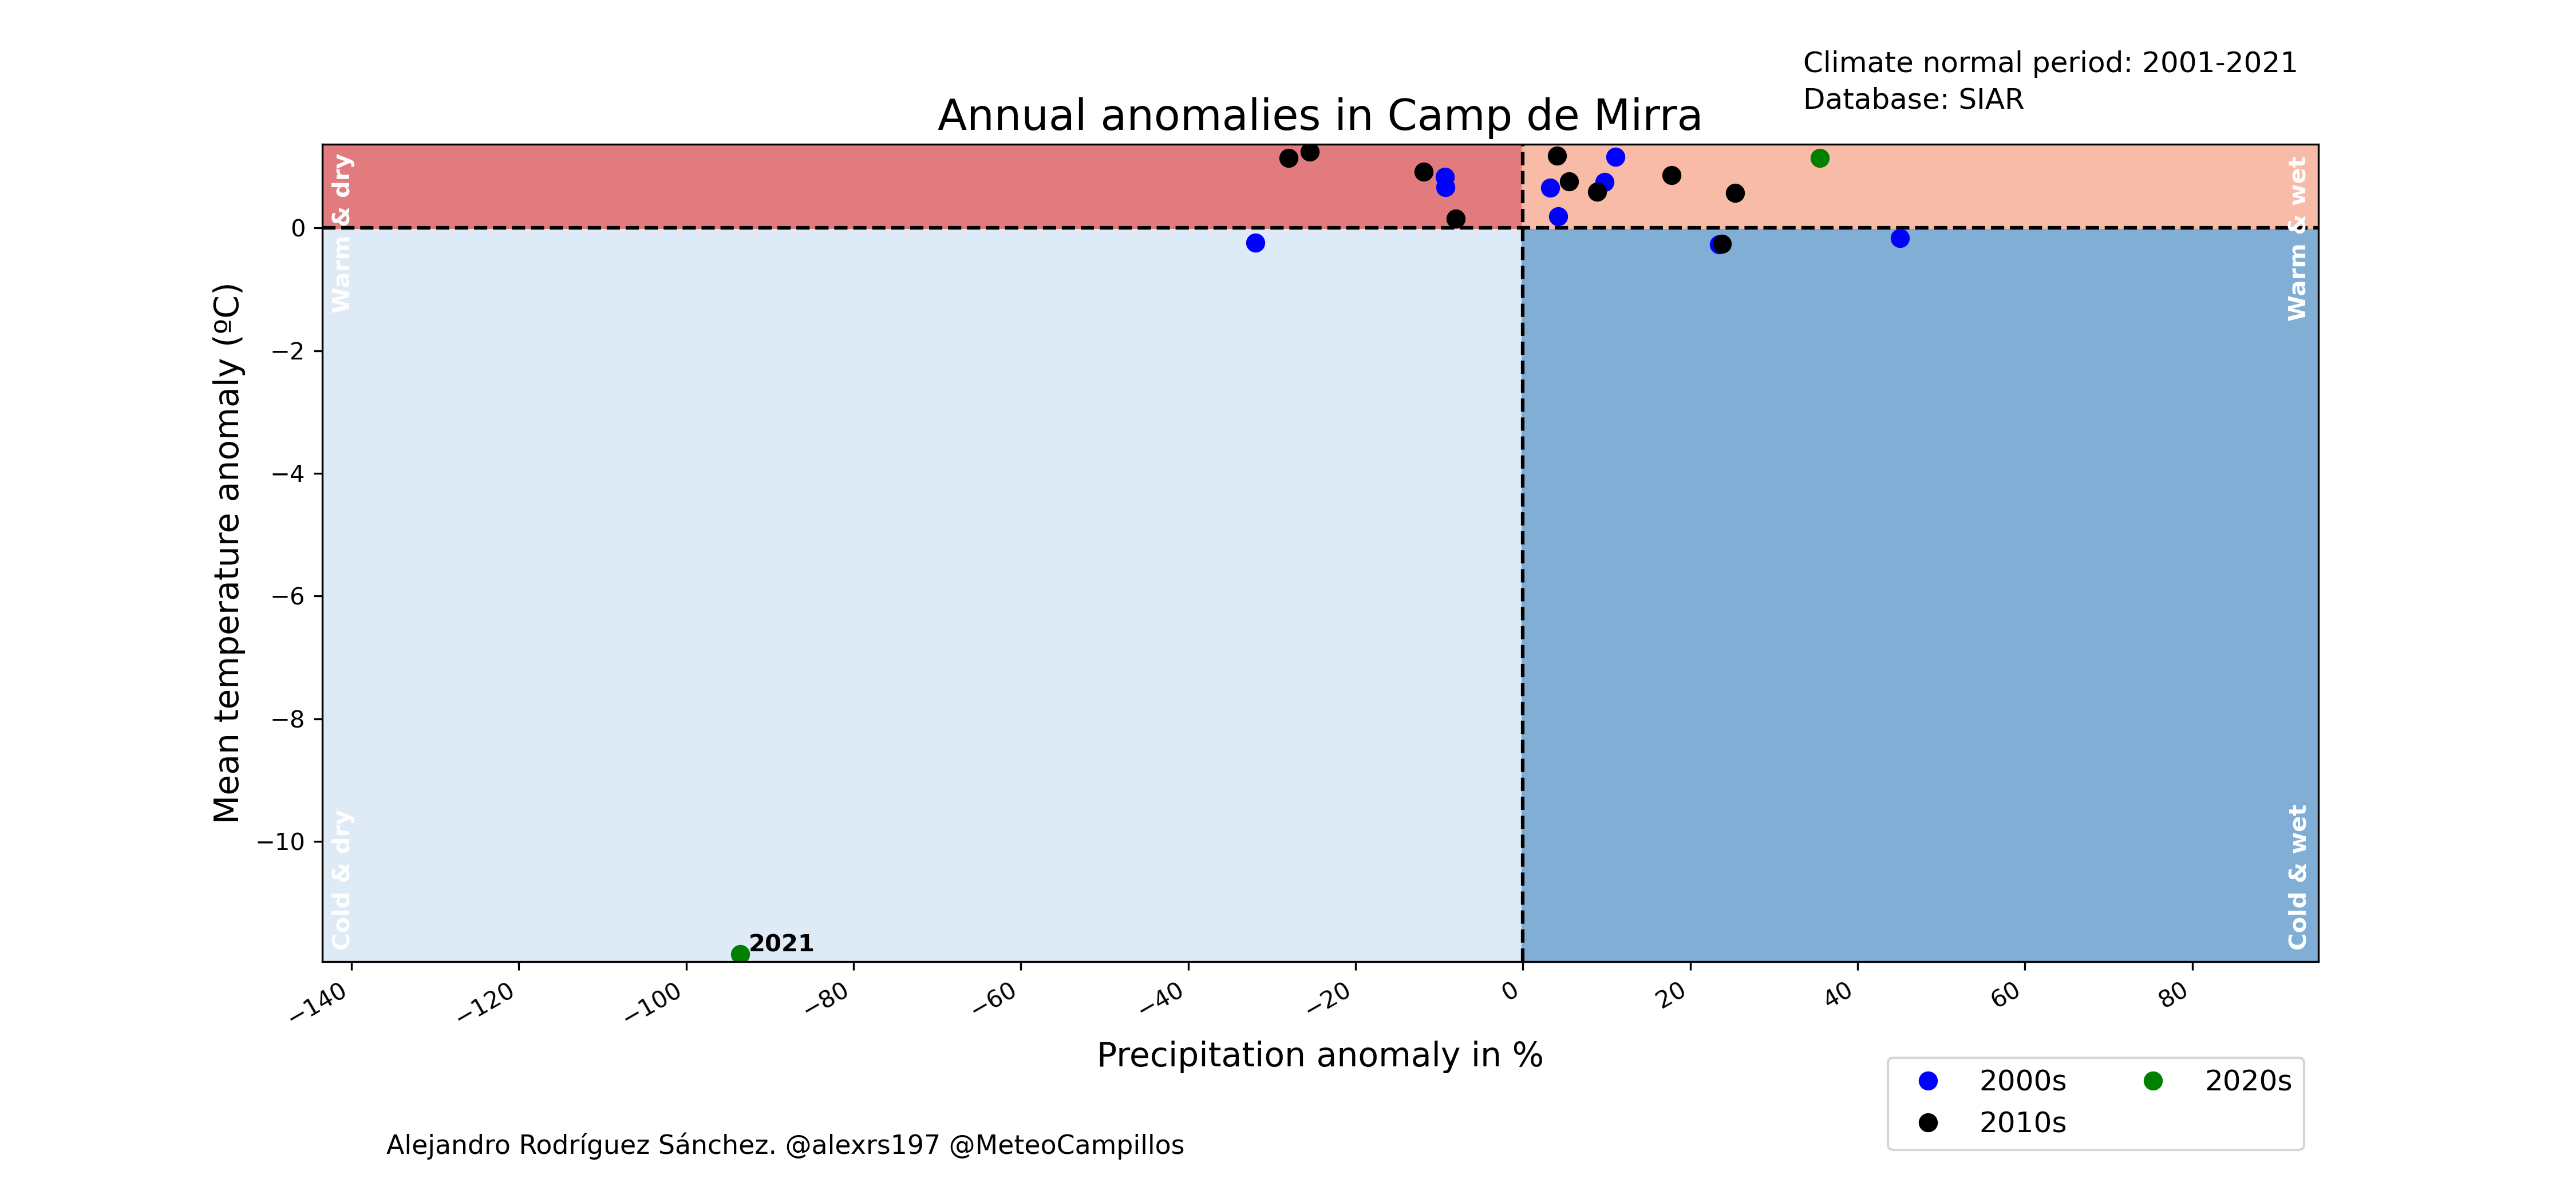 Climate normal period: 2001-2021
Database: SIAR
Annual anomalies in Camp de Mirra
Mean temperature anomaly (ºC)
0
−2
−4
−6
−8
−10
Warm & dry
Warm & wet
Cold & dry
Cold & wet
2021
−140
−120
−100
−80
−60
−40
−20
0
20
40
60
80
Precipitation anomaly in %
2000s
2010s
2020s
Alejandro Rodríguez Sánchez. @alexrs197 @MeteoCampillos